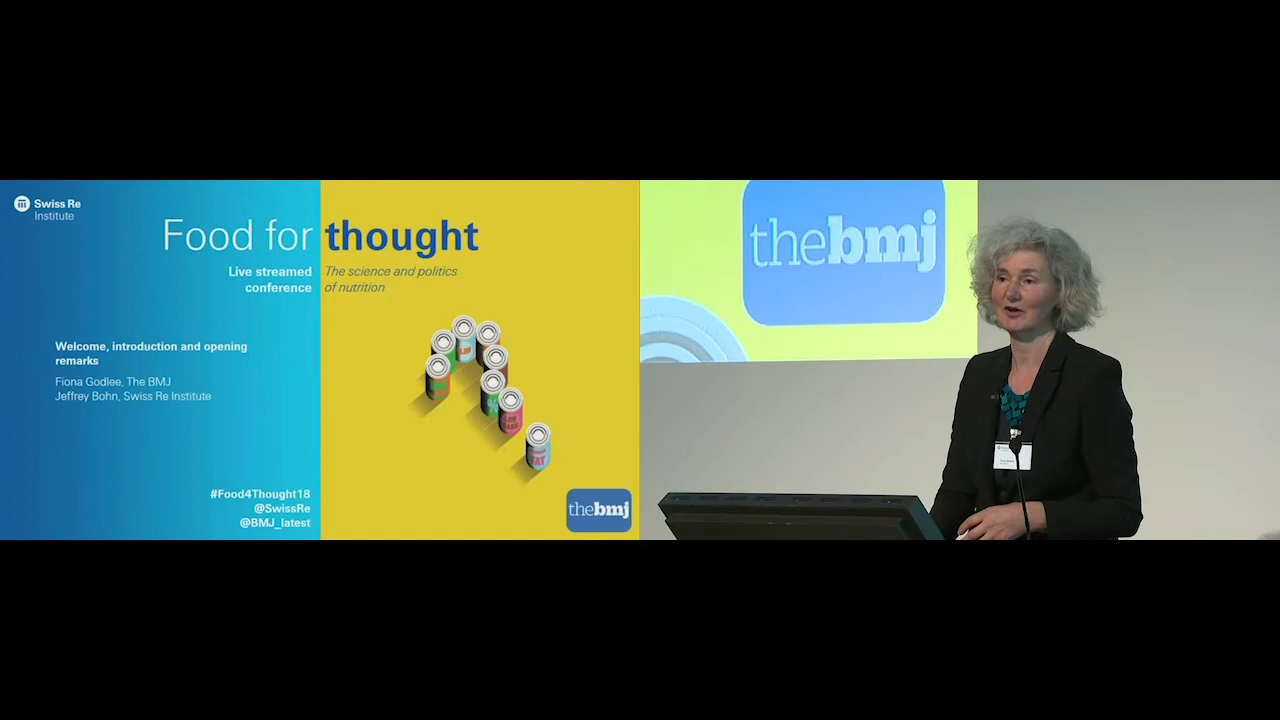 Swiss Re
Institute
Food for thought
Live streamed
conference
The science and politics
of nutrition
Welcome, introduction and opening
remarks
Fiona Godlee, The BMJ
Jeffrey Bohn, Swiss Re Institute
#Food4Thought18
@SwissRe
@BMJ_latest
%
FAT
thebmj
thebmj